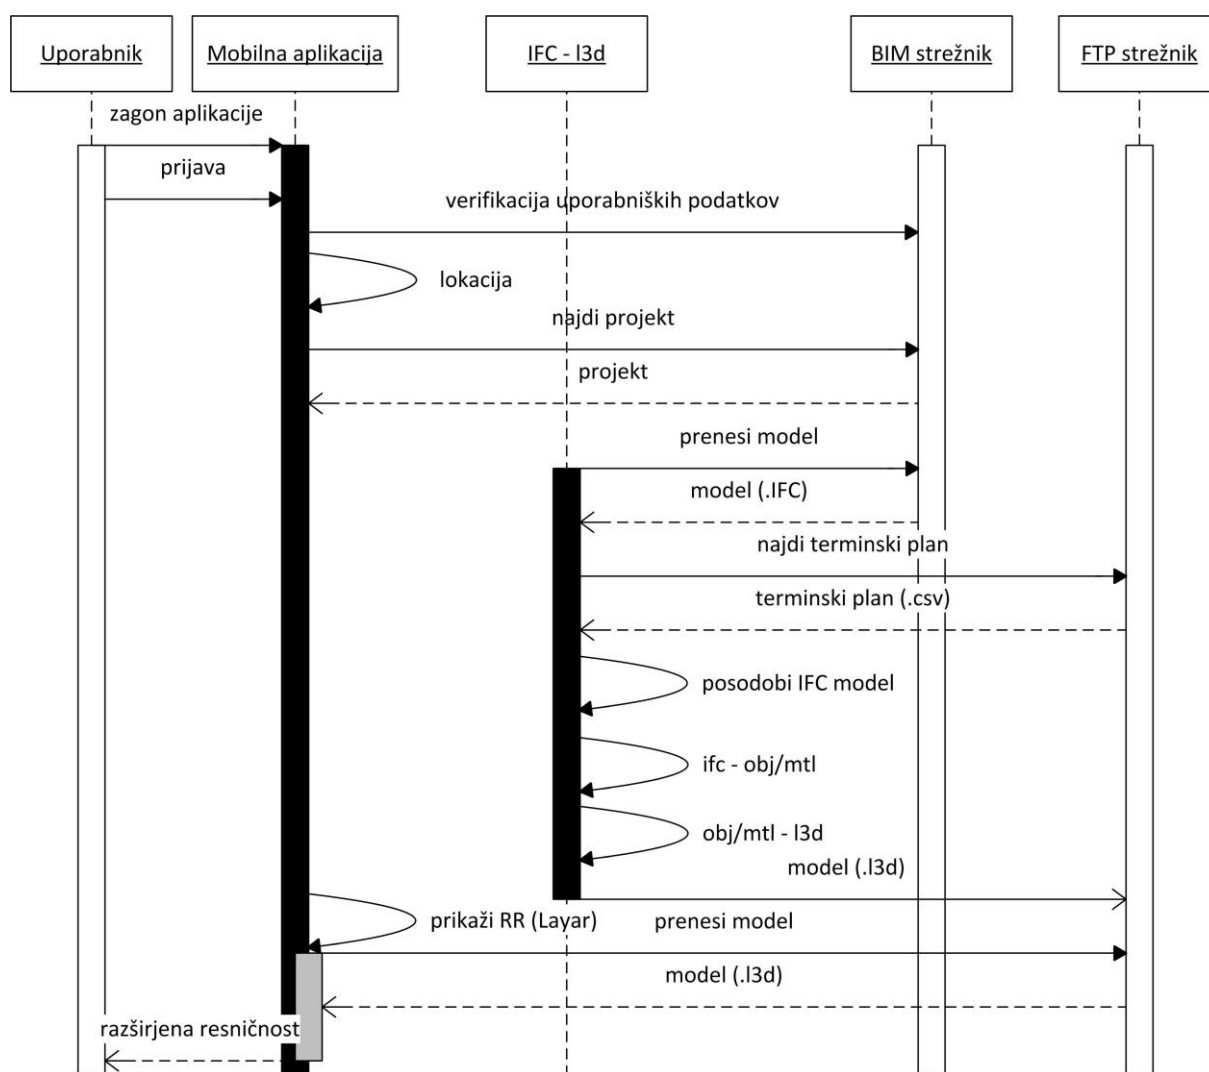 Uporabnik
Mobilna aplikacija
IFC - l3d
BIM strežnik
FTP strežnik
zagon aplikacije
prijava
verifikacija uporabniških podatkov
lokacija
najdi projekt
projekt
prenesi model
model (.IFC)
najdi terminski plan
terminski plan (.csv)
posodobi IFC model
ifc - obj/mtl
obj/mtl - l3d
model (.l3d)
prikaži RR (Layar)
prenesi model
model (.l3d)
razširjena resničnost